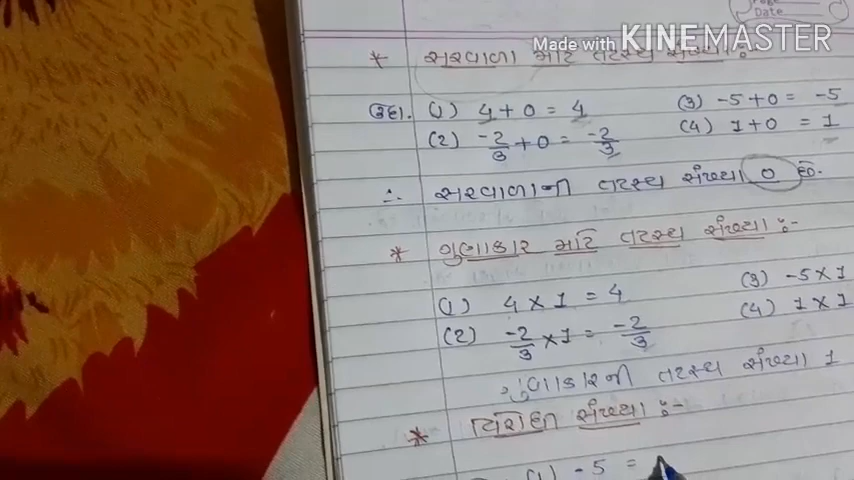 Date
Made with KINEMASTER
* સરવાળા માટે તટસ્થ સંખ્યા :
ઉદા. (1) 4 + 0 = 4 (3) -5 + 0 = -5
(2) -2/3 + 0 = -2/3 (4) 1 + 0 = 1
∴ સરવાળાની તટસ્થ સંખ્યા 0 છે.
* ગુણાકાર માટે તટસ્થ સંખ્યા :-
(1) 4 × 1 = 4 (3) -5 × 1
(2) -2/3 × 1 = -2/3 (4) 1 × 1
ગુણાકારની તટસ્થ સંખ્યા 1
* વિરોધી સંખ્યા :-
(1) -5 =